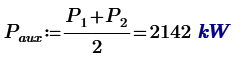 P_aux := (P_1 + P_2) / 2 = 2142 kW